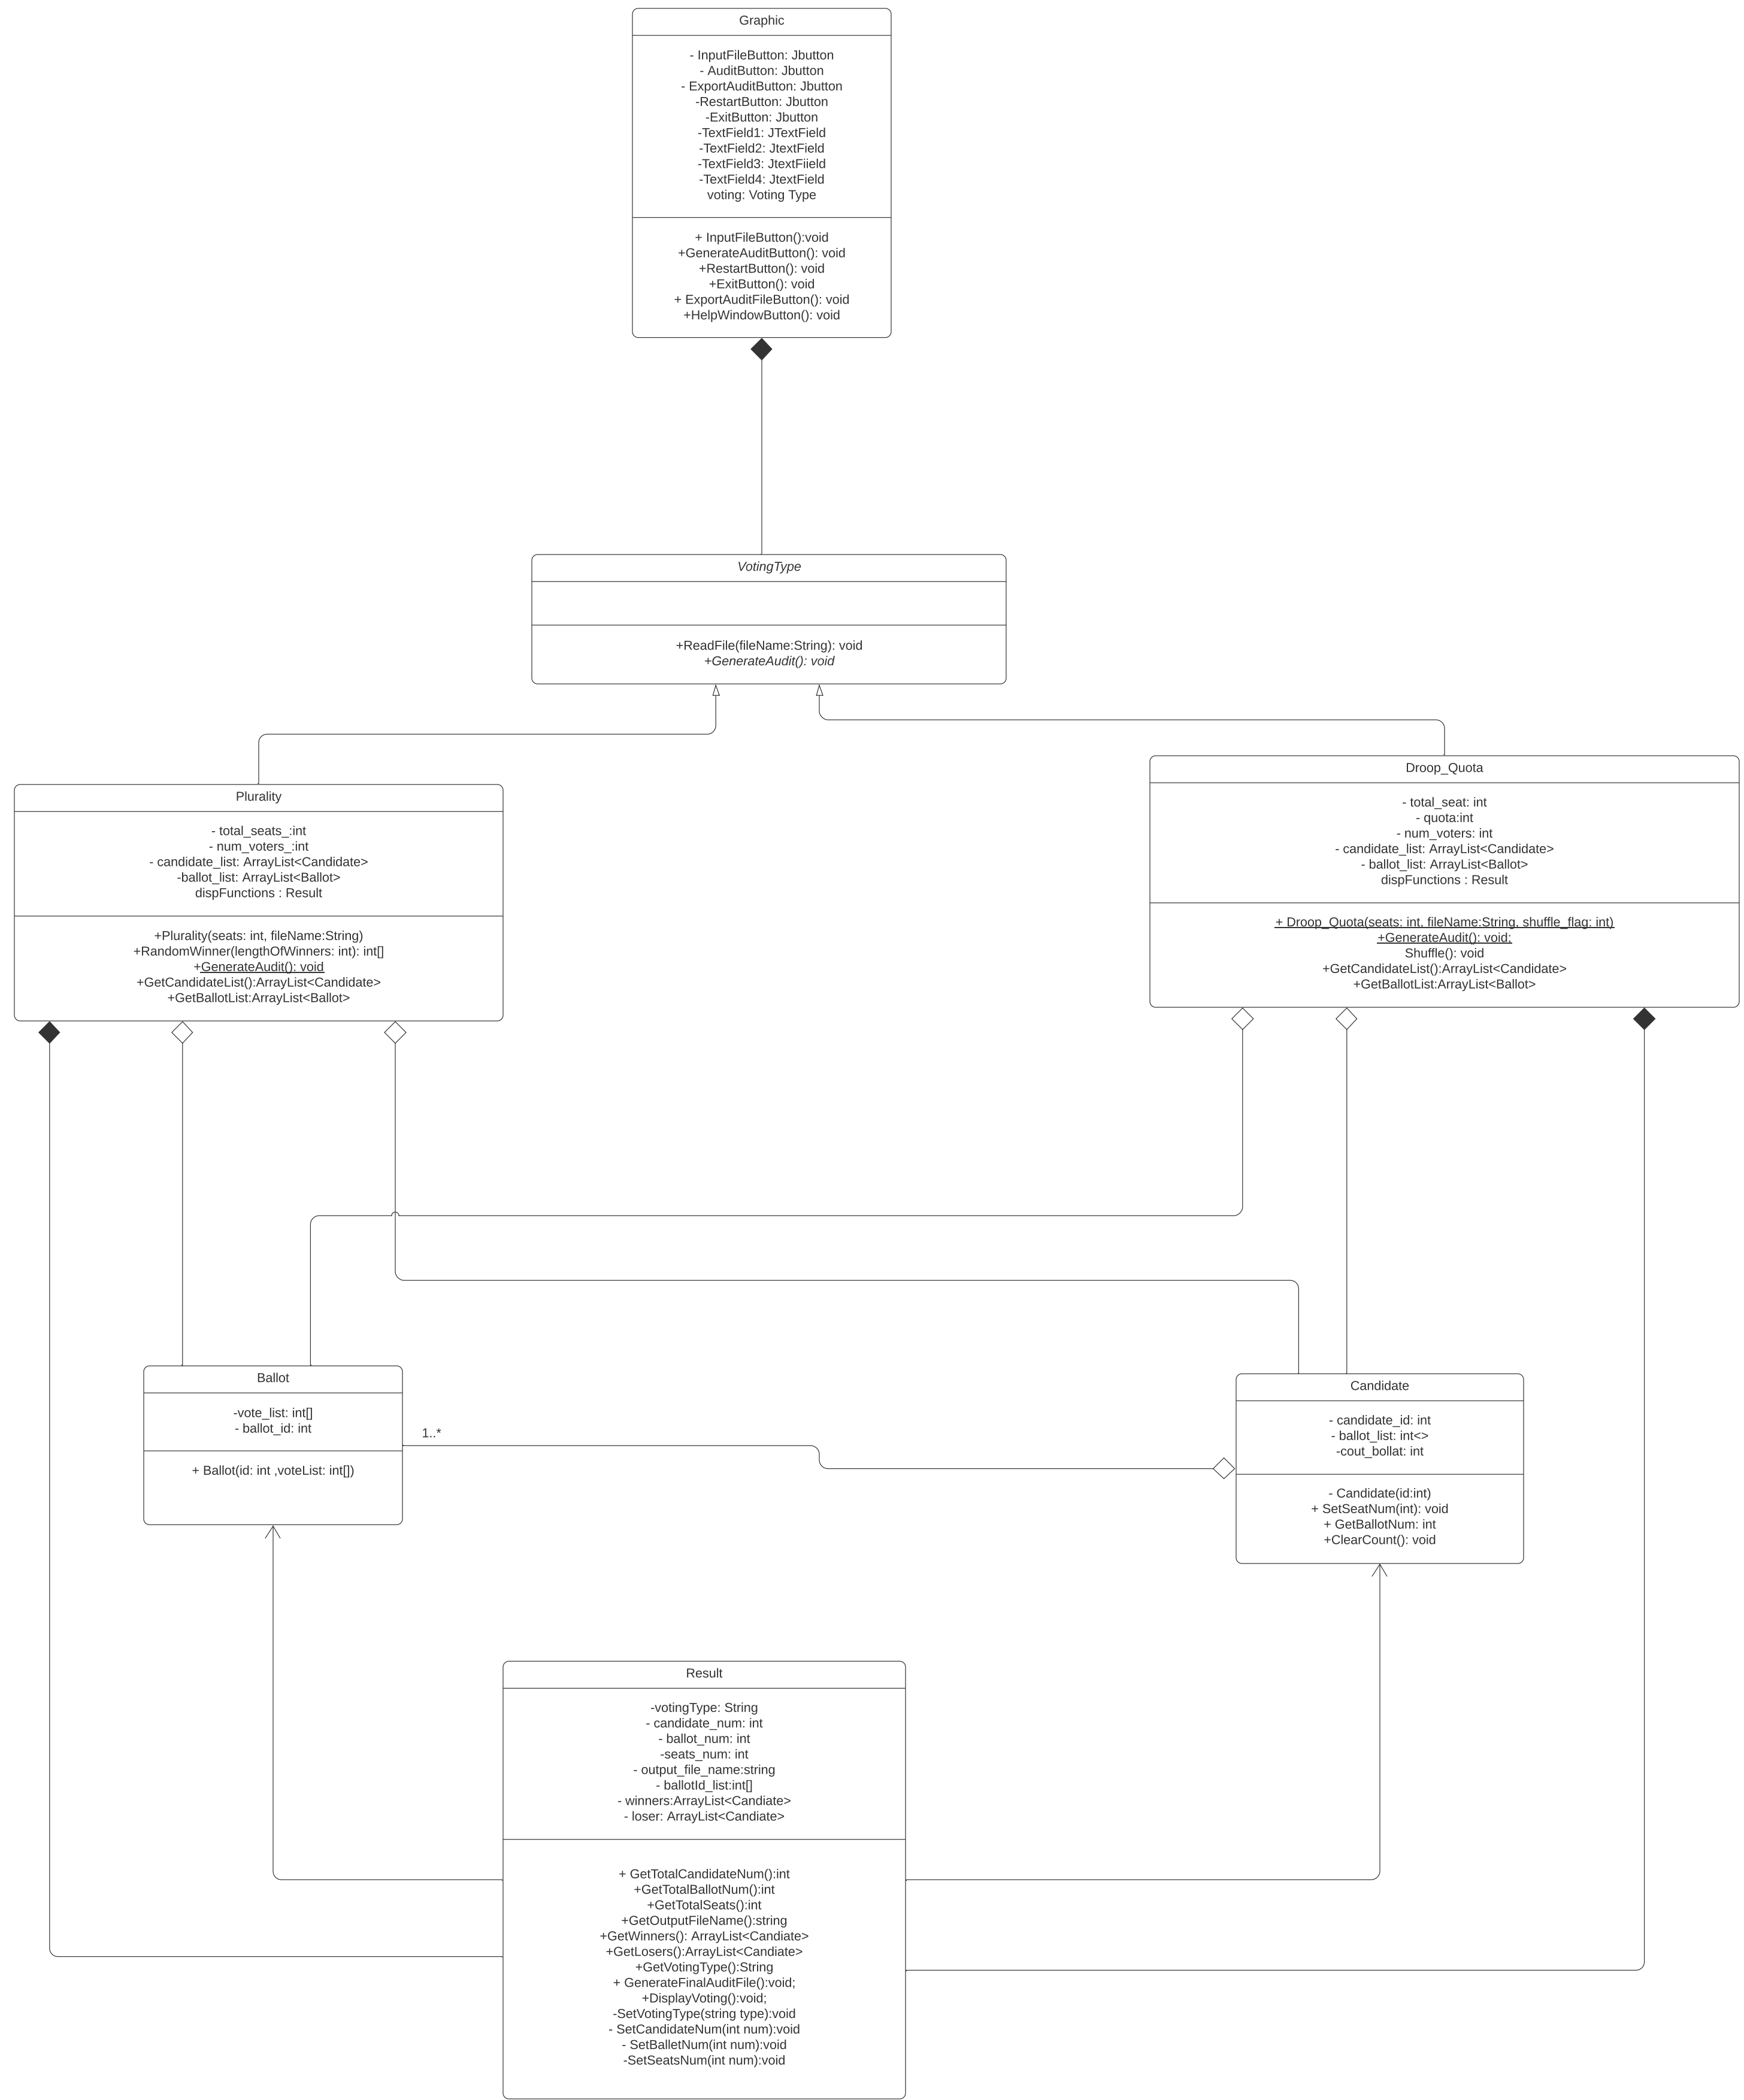 Graphic
- InputFileButton: Jbutton
- AuditButton: Jbutton
- ExportAuditButton: Jbutton
-RestartButton: Jbutton
-ExitButton: Jbutton
-TextField1: JTextField
-TextField2: JtextField
-TextField3: JtextFiield
-TextField4: JtextField
voting: Voting Type
+ InputFileButton():void
+GenerateAuditButton(): void
+RestartButton(): void
+ExitButton(): void
+ ExportAuditFileButton(): void
+HelpWindowButton(): void
VotingType
+ReadFile(fileName:String): void
+GenerateAudit(): void
Plurality
- total_seats_:int
- num_voters_:int
- candidate_list: ArrayList<Candidate>
-ballot_list: ArrayList<Ballot>
dispFunctions : Result
+Plurality(seats: int, fileName:String)
+RandomWinner(lengthOfWinners: int): int[]
+GenerateAudit(): void
+GetCandidateList():ArrayList<Candidate>
+GetBallotList:ArrayList<Ballot>
Droop_Quota
- total_seat: int
- quota:int
- num_voters: int
- candidate_list: ArrayList<Candidate>
- ballot_list: ArrayList<Ballot>
dispFunctions : Result
+ Droop_Quota(seats: int, fileName:String, shuffle_flag: int)
+GenerateAudit(): void;
Shuffle(): void
+GetCandidateList():ArrayList<Candidate>
+GetBallotList:ArrayList<Ballot>
Ballot
-vote_list: int[]
- ballot_id: int
+ Ballot(id: int ,voteList: int[])
1..*
Candidate
- candidate_id: int
- ballot_list: int<>
-cout_bollat: int
- Candidate(id:int)
+ SetSeatNum(int): void
+ GetBallotNum: int
+ClearCount(): void
Result
-votingType: String
- candidate_num: int
- ballot_num: int
-seats_num: int
- output_file_name:string
- ballotId_list:int[]
- winners:ArrayList<Candiate>
- loser: ArrayList<Candiate>
+ GetTotalCandidateNum():int
+GetTotalBallotNum():int
+GetTotalSeats():int
+GetOutputFileName():string
+GetWinners(): ArrayList<Candiate>
+GetLosers():ArrayList<Candiate>
+GetVotingType():String
+ GenerateFinalAuditFile():void;
+DisplayVoting():void;
-SetVotingType(string type):void
- SetCandidateNum(int num):void
- SetBalletNum(int num):void
-SetSeatsNum(int num):void